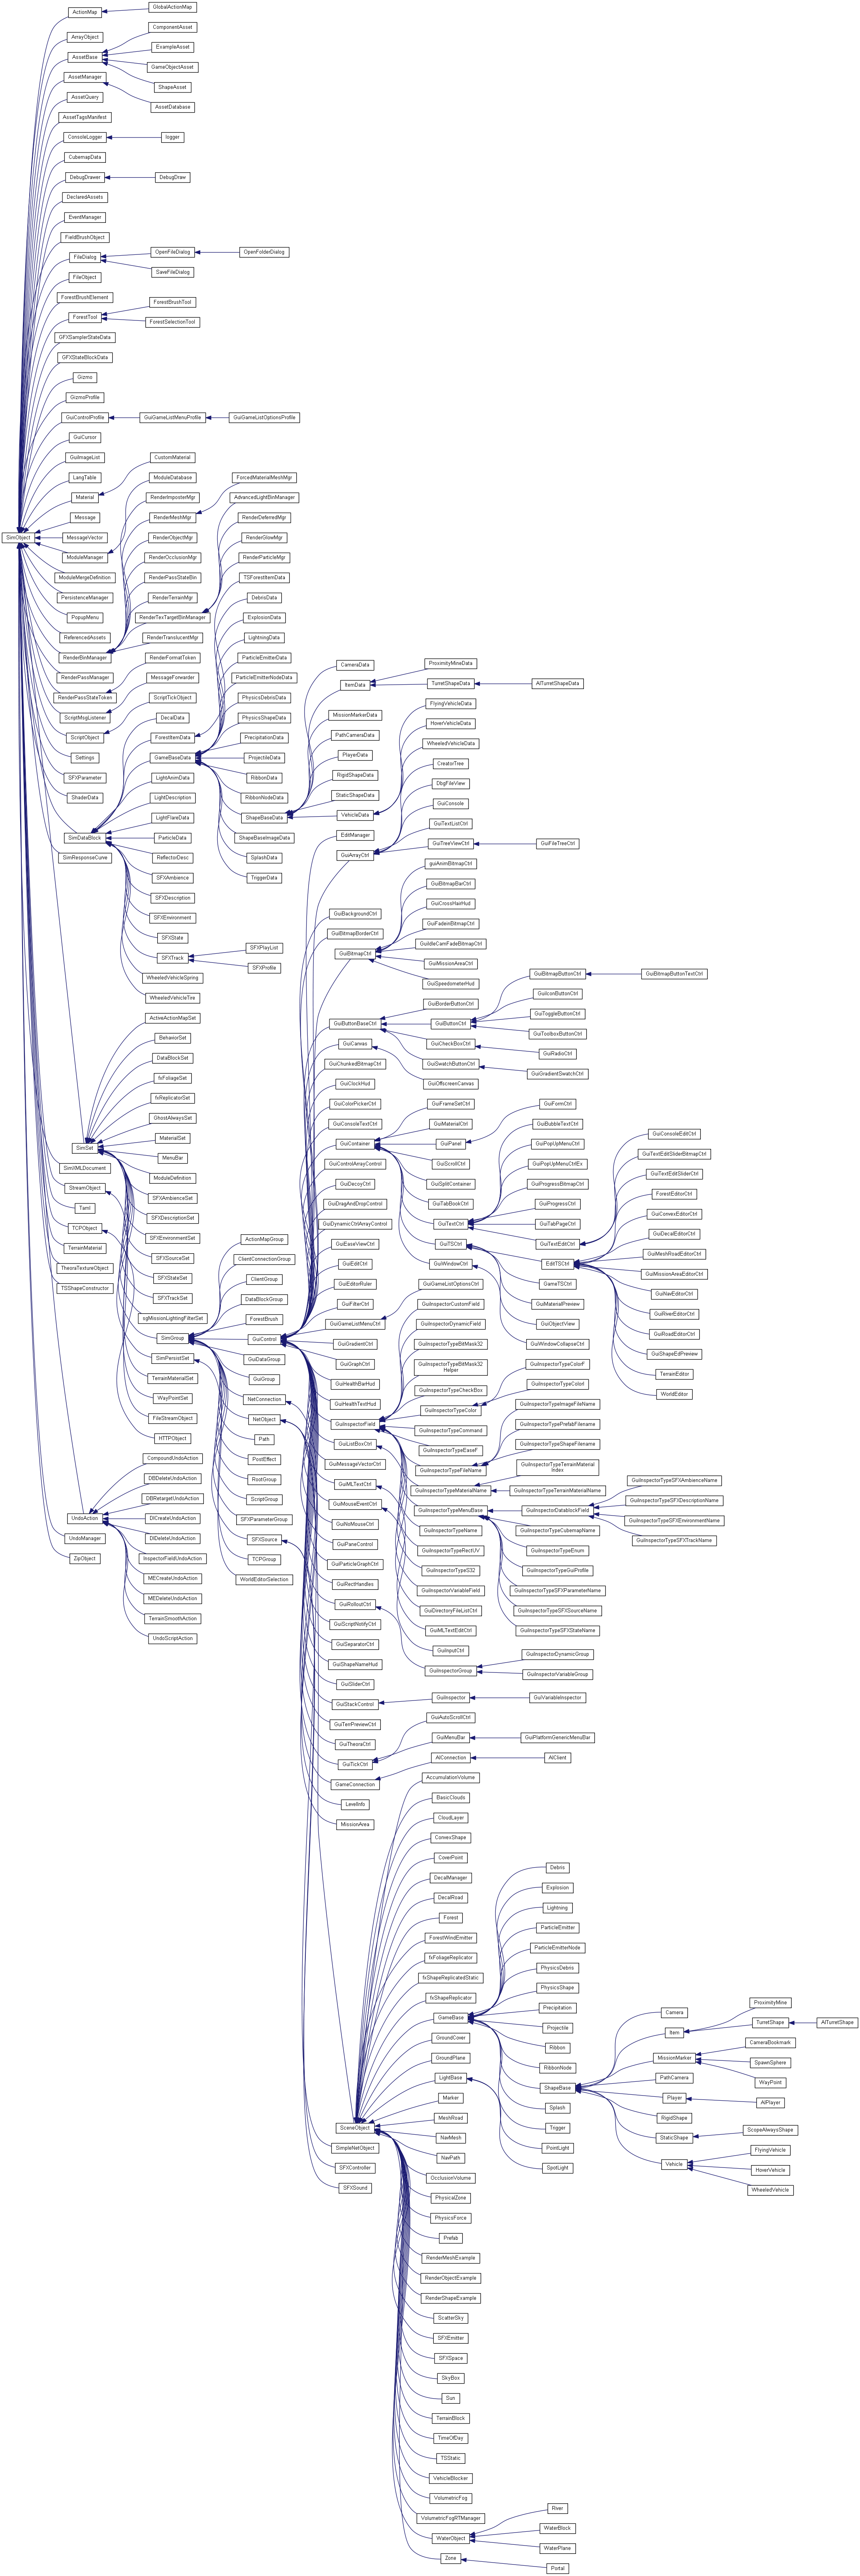 SimObject
ActionMap
GlobalActionMap
ArrayObject
AssetBase
ComponentAsset
ExampleAsset
GameObjectAsset
ShapeAsset
AssetManager
AssetDatabase
AssetQuery
AssetTagsManifest
ConsoleLogger
logger
CubemapData
DebugDrawer
DebugDraw
DeclaredAssets
EventManager
FieldBrushObject
FileDialog
OpenFileDialog
OpenFolderDialog
SaveFileDialog
FileObject
ForestBrushElement
ForestTool
ForestBrushTool
ForestSelectionTool
GFXSamplerStateData
GFXStateBlockData
Gizmo
GizmoProfile
GuiControlProfile
GuiGameListMenuProfile
GuiGameListOptionsProfile
GuiCursor
GuiImageList
LangTable
Material
CustomMaterial
Message
MessageVector
ModuleManager
ModuleDatabase
ModuleMergeDefinition
PersistenceManager
PopupMenu
ReferencedAssets
RenderBinManager
RenderImposterMgr
RenderMeshMgr
ForcedMaterialMeshMgr
RenderObjectMgr
RenderOcclusionMgr
RenderPassStateBin
RenderTerrainMgr
RenderTexTargetBinManager
AdvancedLightBinManager
RenderDeferredMgr
RenderGlowMgr
RenderParticleMgr
RenderTranslucentMgr
RenderPassManager
RenderPassStateToken
RenderFormatToken
ScriptMsgListener
MessageForwarder
ScriptObject
ScriptTickObject
Settings
SFXParameter
ShaderData
SimDataBlock
DecalData
ForestItemData
TSForestItemData
GameBaseData
DebrisData
ExplosionData
LightningData
ParticleEmitterData
ParticleEmitterNodeData
PhysicsDebrisData
PhysicsShapeData
PrecipitationData
ProjectileData
RibbonData
RibbonNodeData
ShapeBaseData
CameraData
ItemData
ProximityMineData
TurretShapeData
AITurretShapeData
MissionMarkerData
PathCameraData
PlayerData
RigidShapeData
StaticShapeData
VehicleData
FlyingVehicleData
HoverVehicleData
WheeledVehicleData
ShapeBaseImageData
SplashData
TriggerData
LightAnimData
LightDescription
LightFlareData
ParticleData
ReflectorDesc
SFXAmbience
SFXDescription
SFXEnvironment
SFXState
SFXTrack
SFXPlayList
SFXProfile
WheeledVehicleSpring
WheeledVehicleTire
SimResponseCurve
SimSet
ActiveActionMapSet
BehaviorSet
DataBlockSet
fxFoliageSet
fxReplicatorSet
GhostAlwaysSet
MaterialSet
MenuBar
ModuleDefinition
SFXAmbienceSet
SFXDescriptionSet
SFXEnvironmentSet
SFXSourceSet
SFXStateSet
SFXTrackSet
sgMissionLightingFilterSet
SimGroup
ActionMapGroup
ClientConnectionGroup
ClientGroup
DataBlockGroup
ForestBrush
GuiControl
EditManager
GuiArrayCtrl
CreatorTree
DbgFileView
GuiConsole
GuiTextListCtrl
GuiTreeViewCtrl
GuiFileTreeCtrl
GuiBackgroundCtrl
GuiBitmapBorderCtrl
GuiBitmapCtrl
guiAnimBitmapCtrl
GuiBitmapBarCtrl
GuiCrossHairHud
GuiFadeinBitmapCtrl
GuiIdleCamFadeBitmapCtrl
GuiMissionAreaCtrl
GuiSpeedometerHud
GuiButtonBaseCtrl
GuiBorderButtonCtrl
GuiButtonCtrl
GuiBitmapButtonCtrl
GuiBitmapButtonTextCtrl
GuiIconButtonCtrl
GuiToggleButtonCtrl
GuiToolboxButtonCtrl
GuiCheckBoxCtrl
GuiRadioCtrl
GuiSwatchButtonCtrl
GuiGradientSwatchCtrl
GuiCanvas
GuiOffscreenCanvas
GuiChunkedBitmapCtrl
GuiClockHud
GuiColorPickerCtrl
GuiConsoleTextCtrl
GuiContainer
GuiFrameSetCtrl
GuiMaterialCtrl
GuiPanel
GuiFormCtrl
GuiScrollCtrl
GuiSplitContainer
GuiTabBookCtrl
GuiTextCtrl
GuiBubbleTextCtrl
GuiPopUpMenuCtrl
GuiPopUpMenuCtrlEx
GuiProgressBitmapCtrl
GuiProgressCtrl
GuiTabPageCtrl
GuiTextEditCtrl
GuiConsoleEditCtrl
GuiTextEditSliderBitmapCtrl
GuiTextEditSliderCtrl
GuiTSCtrl
EditTSCtrl
ForestEditorCtrl
GuiConvexEditorCtrl
GuiDecalEditorCtrl
GuiMeshRoadEditorCtrl
GuiMissionAreaEditorCtrl
GuiNavEditorCtrl
GuiRiverEditorCtrl
GuiRoadEditorCtrl
GuiShapeEdPreview
TerrainEditor
WorldEditor
GameTSCtrl
GuiMaterialPreview
GuiObjectView
GuiWindowCtrl
GuiWindowCollapseCtrl
GuiControlArrayControl
GuiDecoyCtrl
GuiDragAndDropControl
GuiDynamicCtrlArrayControl
GuiEaseViewCtrl
GuiEditCtrl
GuiEditorRuler
GuiFilterCtrl
GuiGameListMenuCtrl
GuiGameListOptionsCtrl
GuiGradientCtrl
GuiGraphCtrl
GuiHealthBarHud
GuiHealthTextHud
GuiInspectorField
GuiInspectorCustomField
GuiInspectorDynamicField
GuiInspectorTypeBitMask32
GuiInspectorTypeBitMask32
Helper
GuiInspectorTypeCheckBox
GuiInspectorTypeColor
GuiInspectorTypeColorF
GuiInspectorTypeColorI
GuiInspectorTypeCommand
GuiInspectorTypeEaseF
GuiInspectorTypeFileName
GuiInspectorTypeImageFileName
GuiInspectorTypePrefabFilename
GuiInspectorTypeShapeFilename
GuiInspectorTypeMaterialName
GuiInspectorTypeTerrainMaterial
Index
GuiInspectorTypeTerrainMaterialName
GuiInspectorTypeMenuBase
GuiInspectorDatablockField
GuiInspectorTypeSFXAmbienceName
GuiInspectorTypeSFXDescriptionName
GuiInspectorTypeSFXEnvironmentName
GuiInspectorTypeSFXTrackName
GuiInspectorTypeCubemapName
GuiInspectorTypeEnum
GuiInspectorTypeGuiProfile
GuiInspectorTypeSFXParameterName
GuiInspectorTypeSFXSourceName
GuiInspectorTypeSFXStateName
GuiInspectorTypeName
GuiInspectorTypeRectUV
GuiInspectorTypeS32
GuiInspectorVariableField
GuiListBoxCtrl
GuiDirectoryFileListCtrl
GuiMessageVectorCtrl
GuiMLTextCtrl
GuiMLTextEditCtrl
GuiMouseEventCtrl
GuiInputCtrl
GuiNoMouseCtrl
GuiPaneControl
GuiParticleGraphCtrl
GuiRectHandles
GuiRolloutCtrl
GuiInspectorGroup
GuiInspectorDynamicGroup
GuiInspectorVariableGroup
GuiScriptNotifyCtrl
GuiSeparatorCtrl
GuiShapeNameHud
GuiSliderCtrl
GuiStackControl
GuiInspector
GuiVariableInspector
GuiTerrPreviewCtrl
GuiTheoraCtrl
GuiTickCtrl
GuiAutoScrollCtrl
GuiMenuBar
GuiPlatformGenericMenuBar
GuiDataGroup
GuiGroup
NetConnection
GameConnection
AIConnection
AIClient
NetObject
LevelInfo
MissionArea
SceneObject
AccumulationVolume
BasicClouds
CloudLayer
ConvexShape
CoverPoint
DecalManager
DecalRoad
Forest
ForestWindEmitter
fxFoliageReplicator
fxShapeReplicatedStatic
fxShapeReplicator
GameBase
Debris
Explosion
Lightning
ParticleEmitter
ParticleEmitterNode
PhysicsDebris
PhysicsShape
Precipitation
Projectile
Ribbon
RibbonNode
ShapeBase
Camera
Item
ProximityMine
TurretShape
AITurretShape
MissionMarker
CameraBookmark
SpawnSphere
WayPoint
PathCamera
Player
AIPlayer
RigidShape
StaticShape
ScopeAlwaysShape
Vehicle
FlyingVehicle
HoverVehicle
WheeledVehicle
Splash
Trigger
GroundCover
GroundPlane
LightBase
PointLight
SpotLight
Marker
MeshRoad
NavMesh
NavPath
OcclusionVolume
PhysicalZone
PhysicsForce
Prefab
RenderMeshExample
RenderObjectExample
RenderShapeExample
ScatterSky
SFXEmitter
SFXSpace
SkyBox
Sun
TerrainBlock
TimeOfDay
TSStatic
VehicleBlocker
VolumetricFog
VolumetricFogRTManager
WaterObject
River
WaterBlock
WaterPlane
Zone
Portal
SimpleNetObject
Path
PostEffect
RootGroup
ScriptGroup
SFXParameterGroup
SFXSource
SFXController
SFXSound
TCPGroup
WorldEditorSelection
SimPersistSet
TerrainMaterialSet
WayPointSet
SimXMLDocument
StreamObject
FileStreamObject
Taml
TCPObject
HTTPObject
TerrainMaterial
TheoraTextureObject
TSShapeConstructor
UndoAction
CompoundUndoAction
DBDeleteUndoAction
DBRetargetUndoAction
DICreateUndoAction
DIDeleteUndoAction
InspectorFieldUndoAction
MECreateUndoAction
MEDeleteUndoAction
TerrainSmoothAction
UndoScriptAction
UndoManager
ZipObject